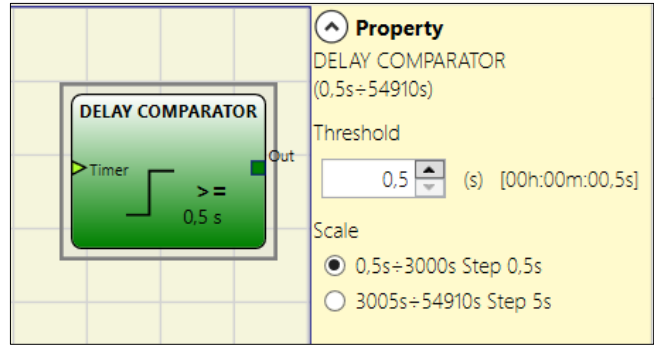 DELAY COMPARATOR
Timer
Out
>=
0,5 s
Property
DELAY COMPARATOR
(0,5s÷54910s)
Threshold
0,5 (s) [00h:00m:00,5s]
Scale
0,5s÷3000s Step 0,5s
3005s÷54910s Step 5s